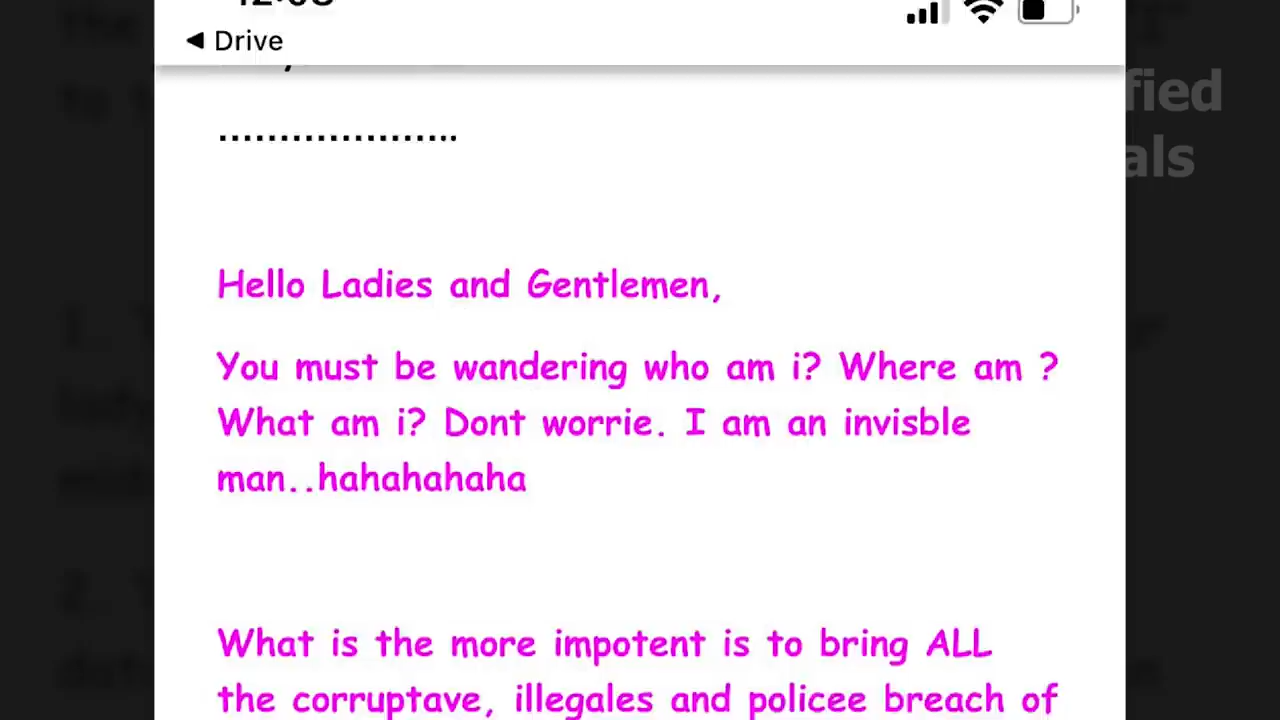 ◀ Drive
....................
fied
als
Hello Ladies and Gentlemen,
You must be wandering who am i? Where am ?
What am i? Dont worrie. I am an invisble
man..hahahahaha
What is the more impotent is to bring ALL
the corruptave, illegales and policee breach of